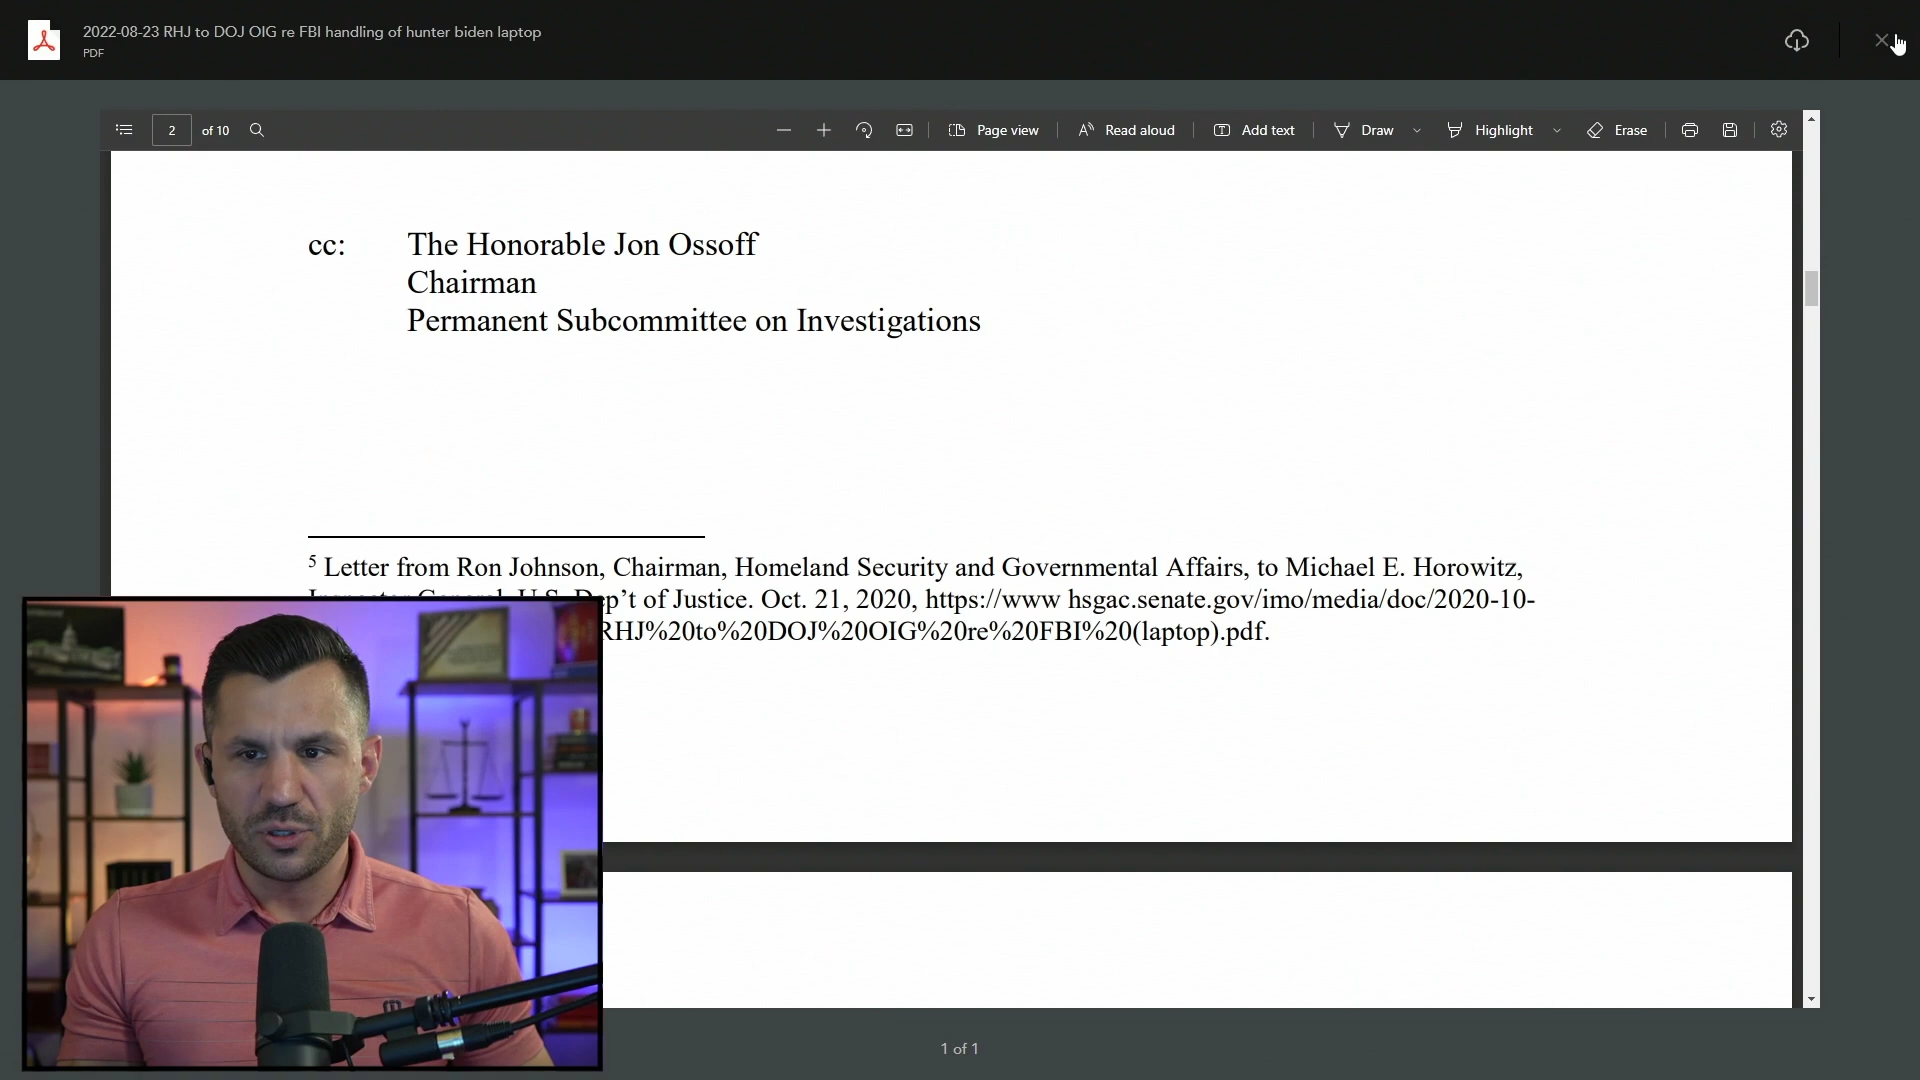 2022-08-23 RHJ to DOJ OIG re FBI handling of hunter biden laptop
PDF
2 of 10 Page view Read aloud Add text Draw Highlight Erase
cc: The Honorable Jon Ossoff
Chairman
Permanent Subcommittee on Investigations
5 Letter from Ron Johnson, Chairman, Homeland Security and Governmental Affairs, to Michael E. Horowitz,
Dep’t of Justice. Oct. 21, 2020, https://www hsgac.senate.gov/imo/media/doc/2020-10-
RHJ%20to%20DOJ%20OIG%20re%20FBI%20(laptop).pdf.
1 of 1